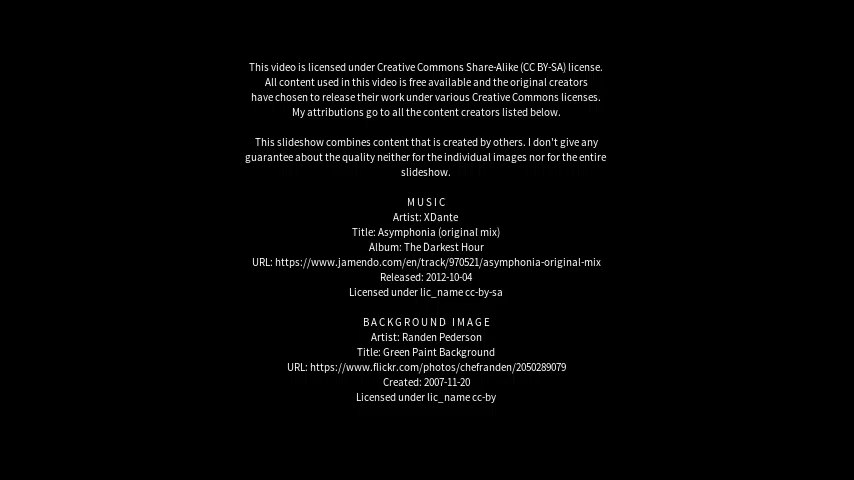 This video is licensed under Creative Commons Share-Alike (CC BY-SA) license.
All content used in this video is free available and the original creators
have chosen to release their work under various Creative Commons licenses.
My attributions go to all the content creators listed below.
This slideshow combines content that is created by others. I don't give any
guarantee about the quality neither for the individual images nor for the entire
slideshow.
MUSIC
Artist: XDante
Title: Asymphonia (original mix)
Album: The Darkest Hour
URL: https://www.jamendo.com/en/track/970521/asymphonia-original-mix
Released: 2012-10-04
Licensed under lic_name cc-by-sa
BACKGROUND IMAGE
Artist: Randen Pederson
Title: Green Paint Background
URL: https://www.flickr.com/photos/chefranden/2050289079
Created: 2007-11-20
Licensed under lic_name cc-by